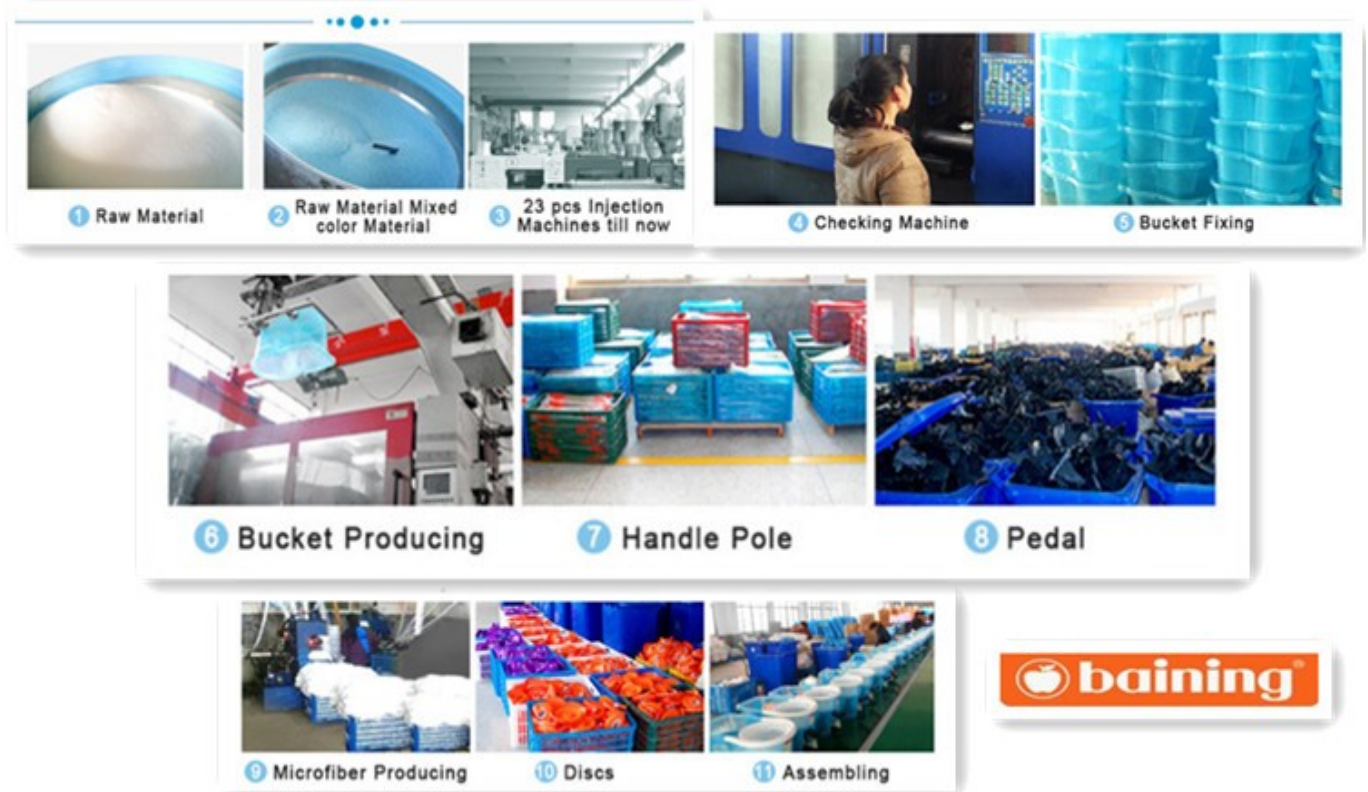 1 Raw Material
2 Raw Material Mixed
color Material
3 23 pcs Injection
Machines till now
4 Checking Machine
5 Bucket Fixing
6 Bucket Producing
7 Handle Pole
8 Pedal
9 Microfiber Producing
10 Discs
11 Assembling
baining®